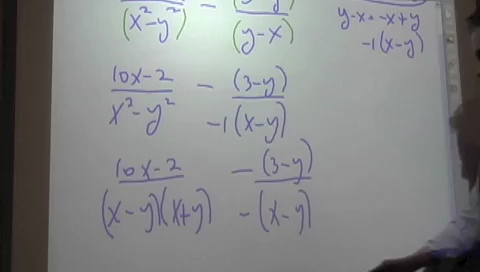 (x²-y²) - (y-x)
y-x = -x+y
-1(x-y)
10x-2 - (3-y)
x²-y² -1(x-y)
10x-2 - (3-y)
(x-y)(x+y) -(x-y)